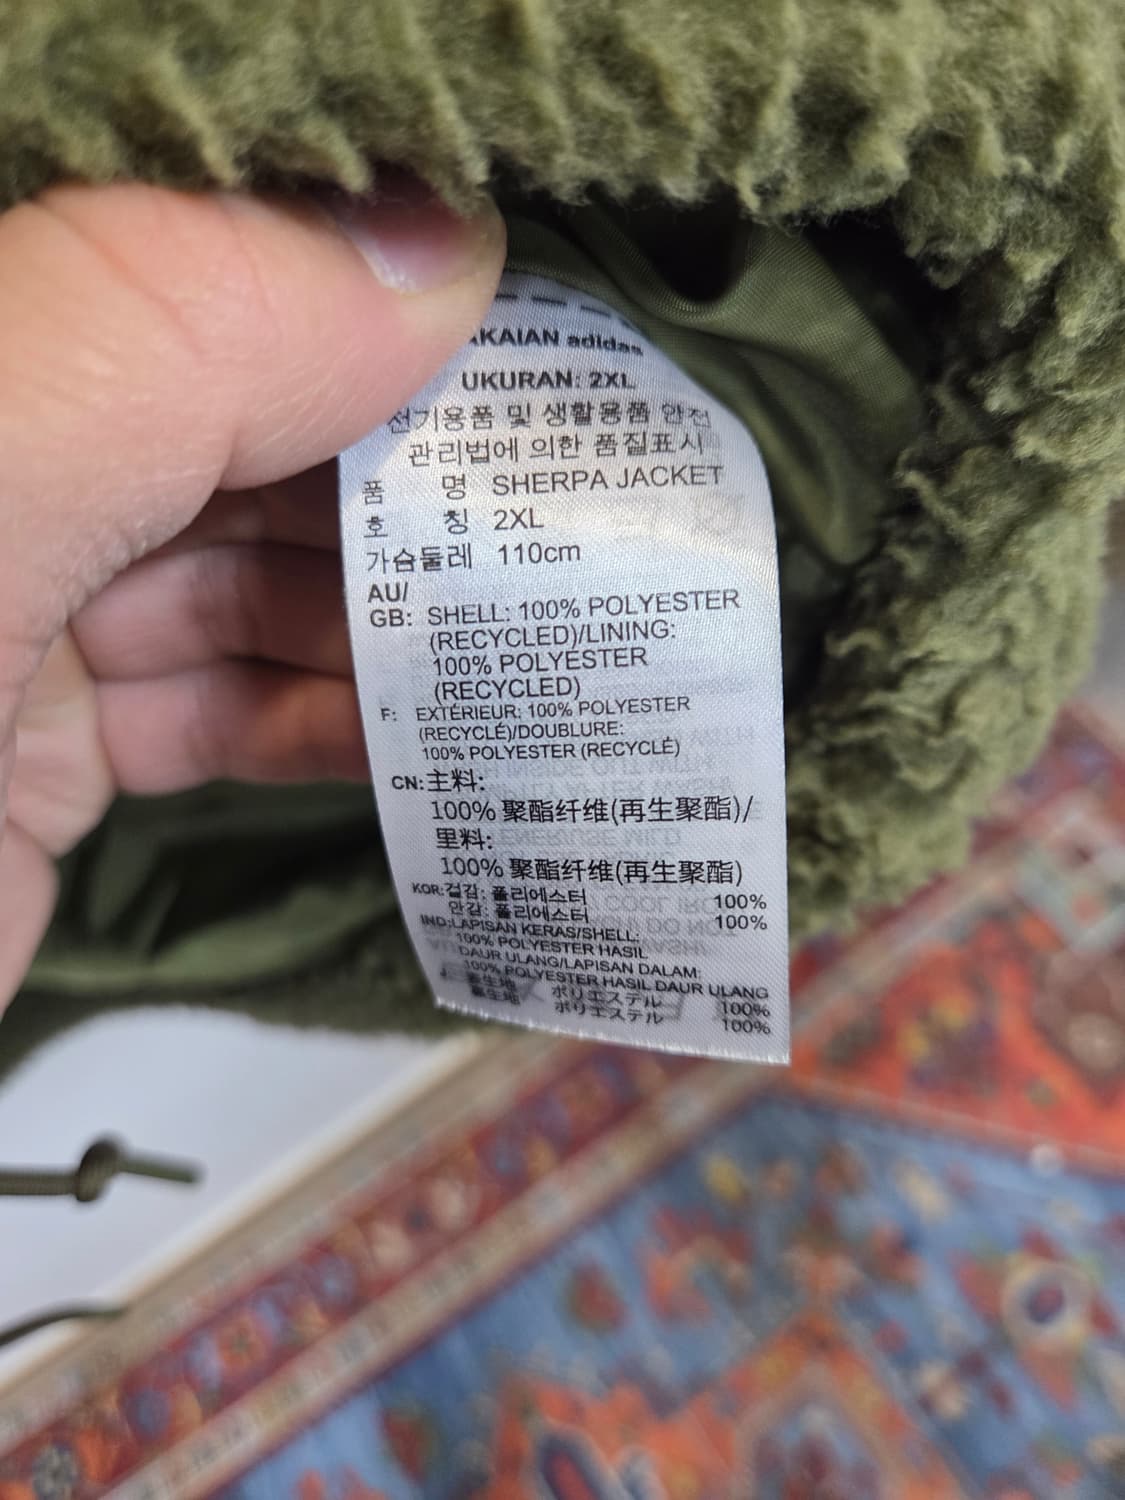 AKAIAN adidas
UKURAN: 2XL
전기용품 및 생활용품 안전
관리법에 의한 품질표시
품 명 SHERPA JACKET
호 칭 2XL
가슴둘레 110cm
AU/
GB: SHELL: 100% POLYESTER
(RECYCLED)/LINING:
100% POLYESTER
(RECYCLED)
F: EXTÉRIEUR: 100% POLYESTER
(RECYCLÉ)/DOUBLURE:
100% POLYESTER (RECYCLÉ)
CN: 主料:
100% 聚酯纤维(再生聚酯)/
里料:
100% 聚酯纤维(再生聚酯)
KOR: 겉감: 폴리에스터 100%
안감: 폴리에스터 100%
IND: LAPISAN KERAS/SHELL:
100% POLYESTER HASIL
DAUR ULANG/LAPISAN DALAM:
100% POLYESTER HASIL DAUR ULANG
表生地 ポリエステル 100%
裏生地 ポリエステル 100%